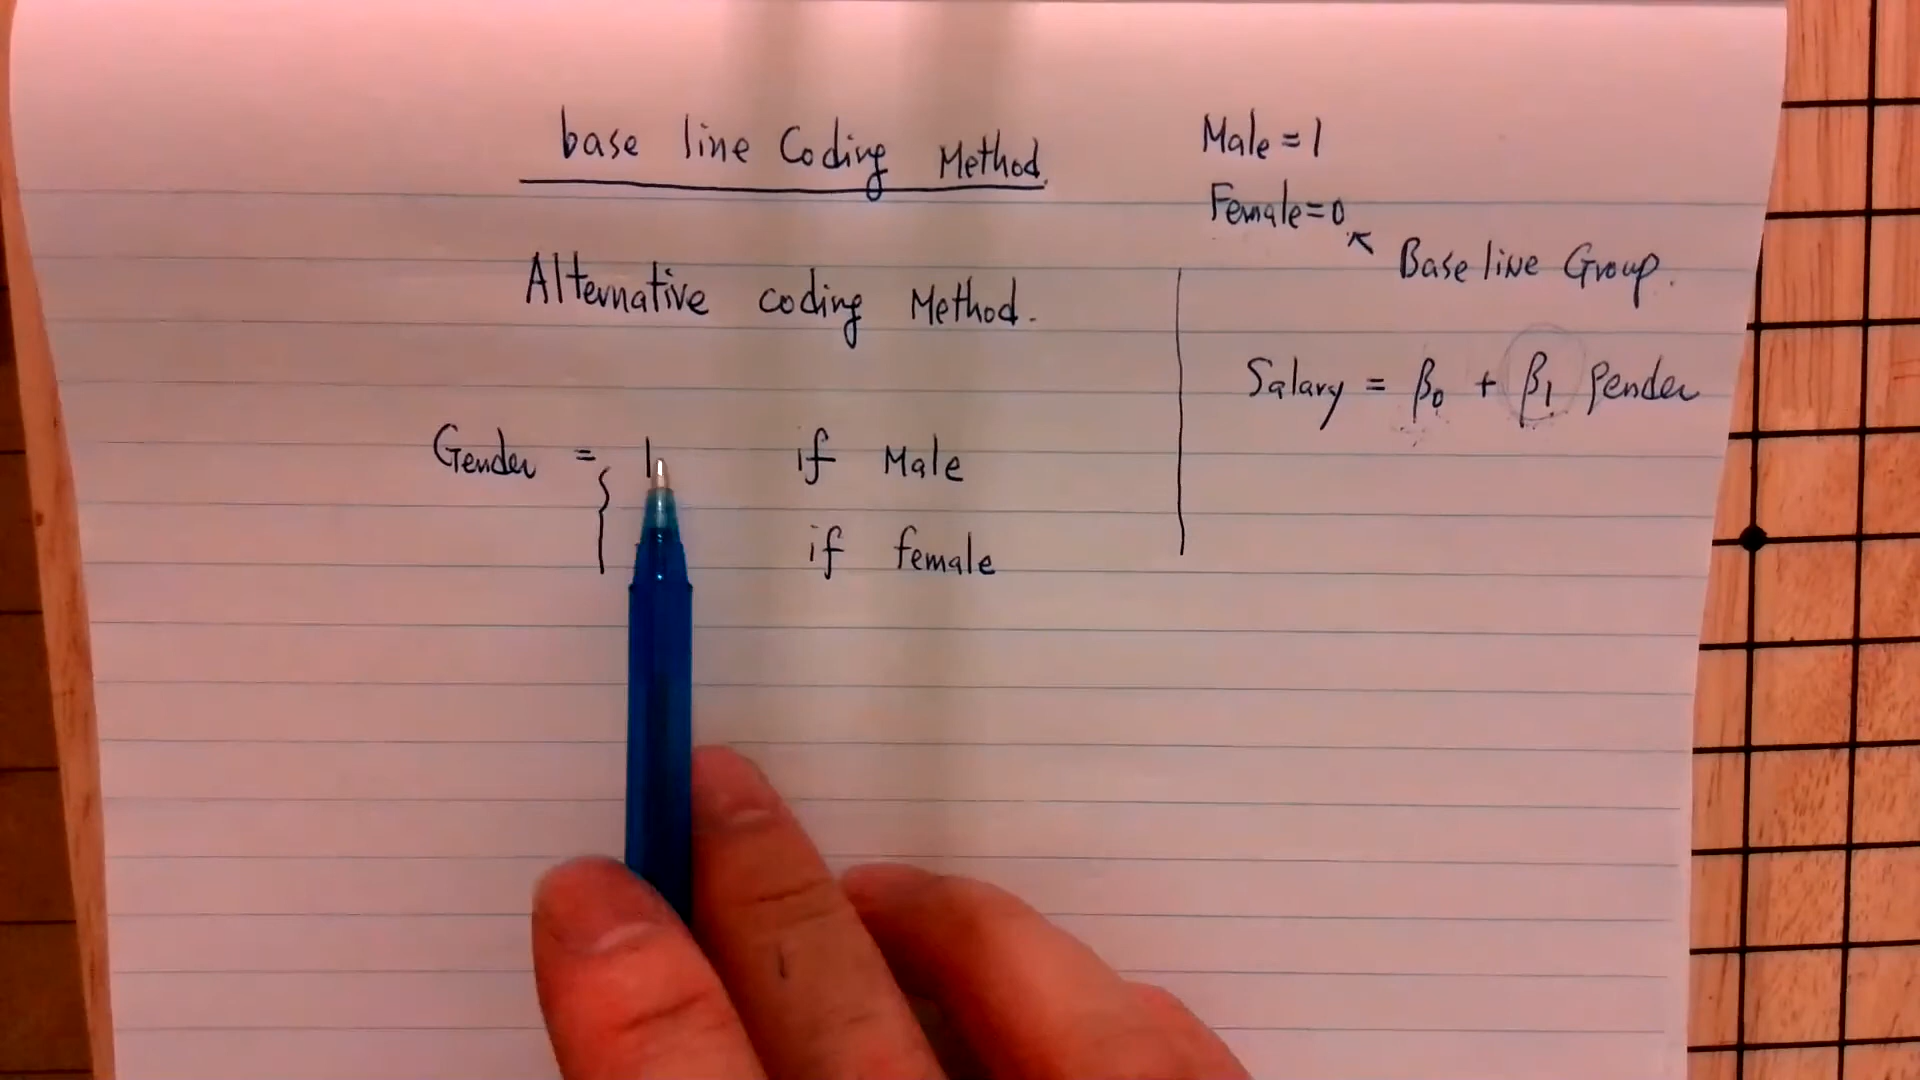 base line Coding Method.
Alternative coding Method.
Gender = { 1 if Male
if female
Male = 1
Female = 0
Base line Group.
Salary = β₀ + β₁ gender